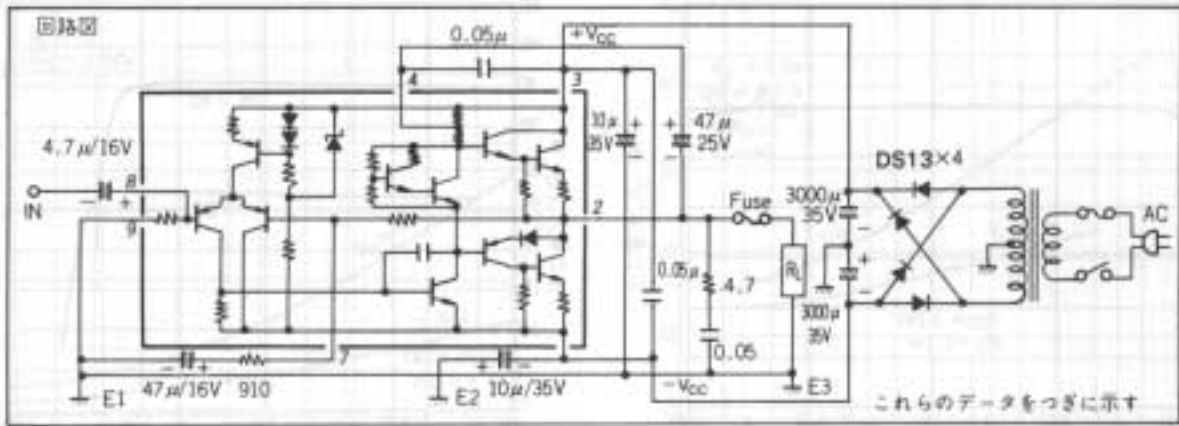 回路図
0.05μ
+Vcc
4
3
4.7μ/16V
10μ
35V
+
-
47μ
25V
+
-
DS13×4
8
IN
-
+
9
2
Fuse
3000μ
35V
-
AC
0.05μ
4.7
RL
+
-
3000μ
35V
0.05
7
-
+
+
-
47μ/16V
910
E1
E2
10μ/35V
-Vcc
E3
これらのデータをつぎに示す